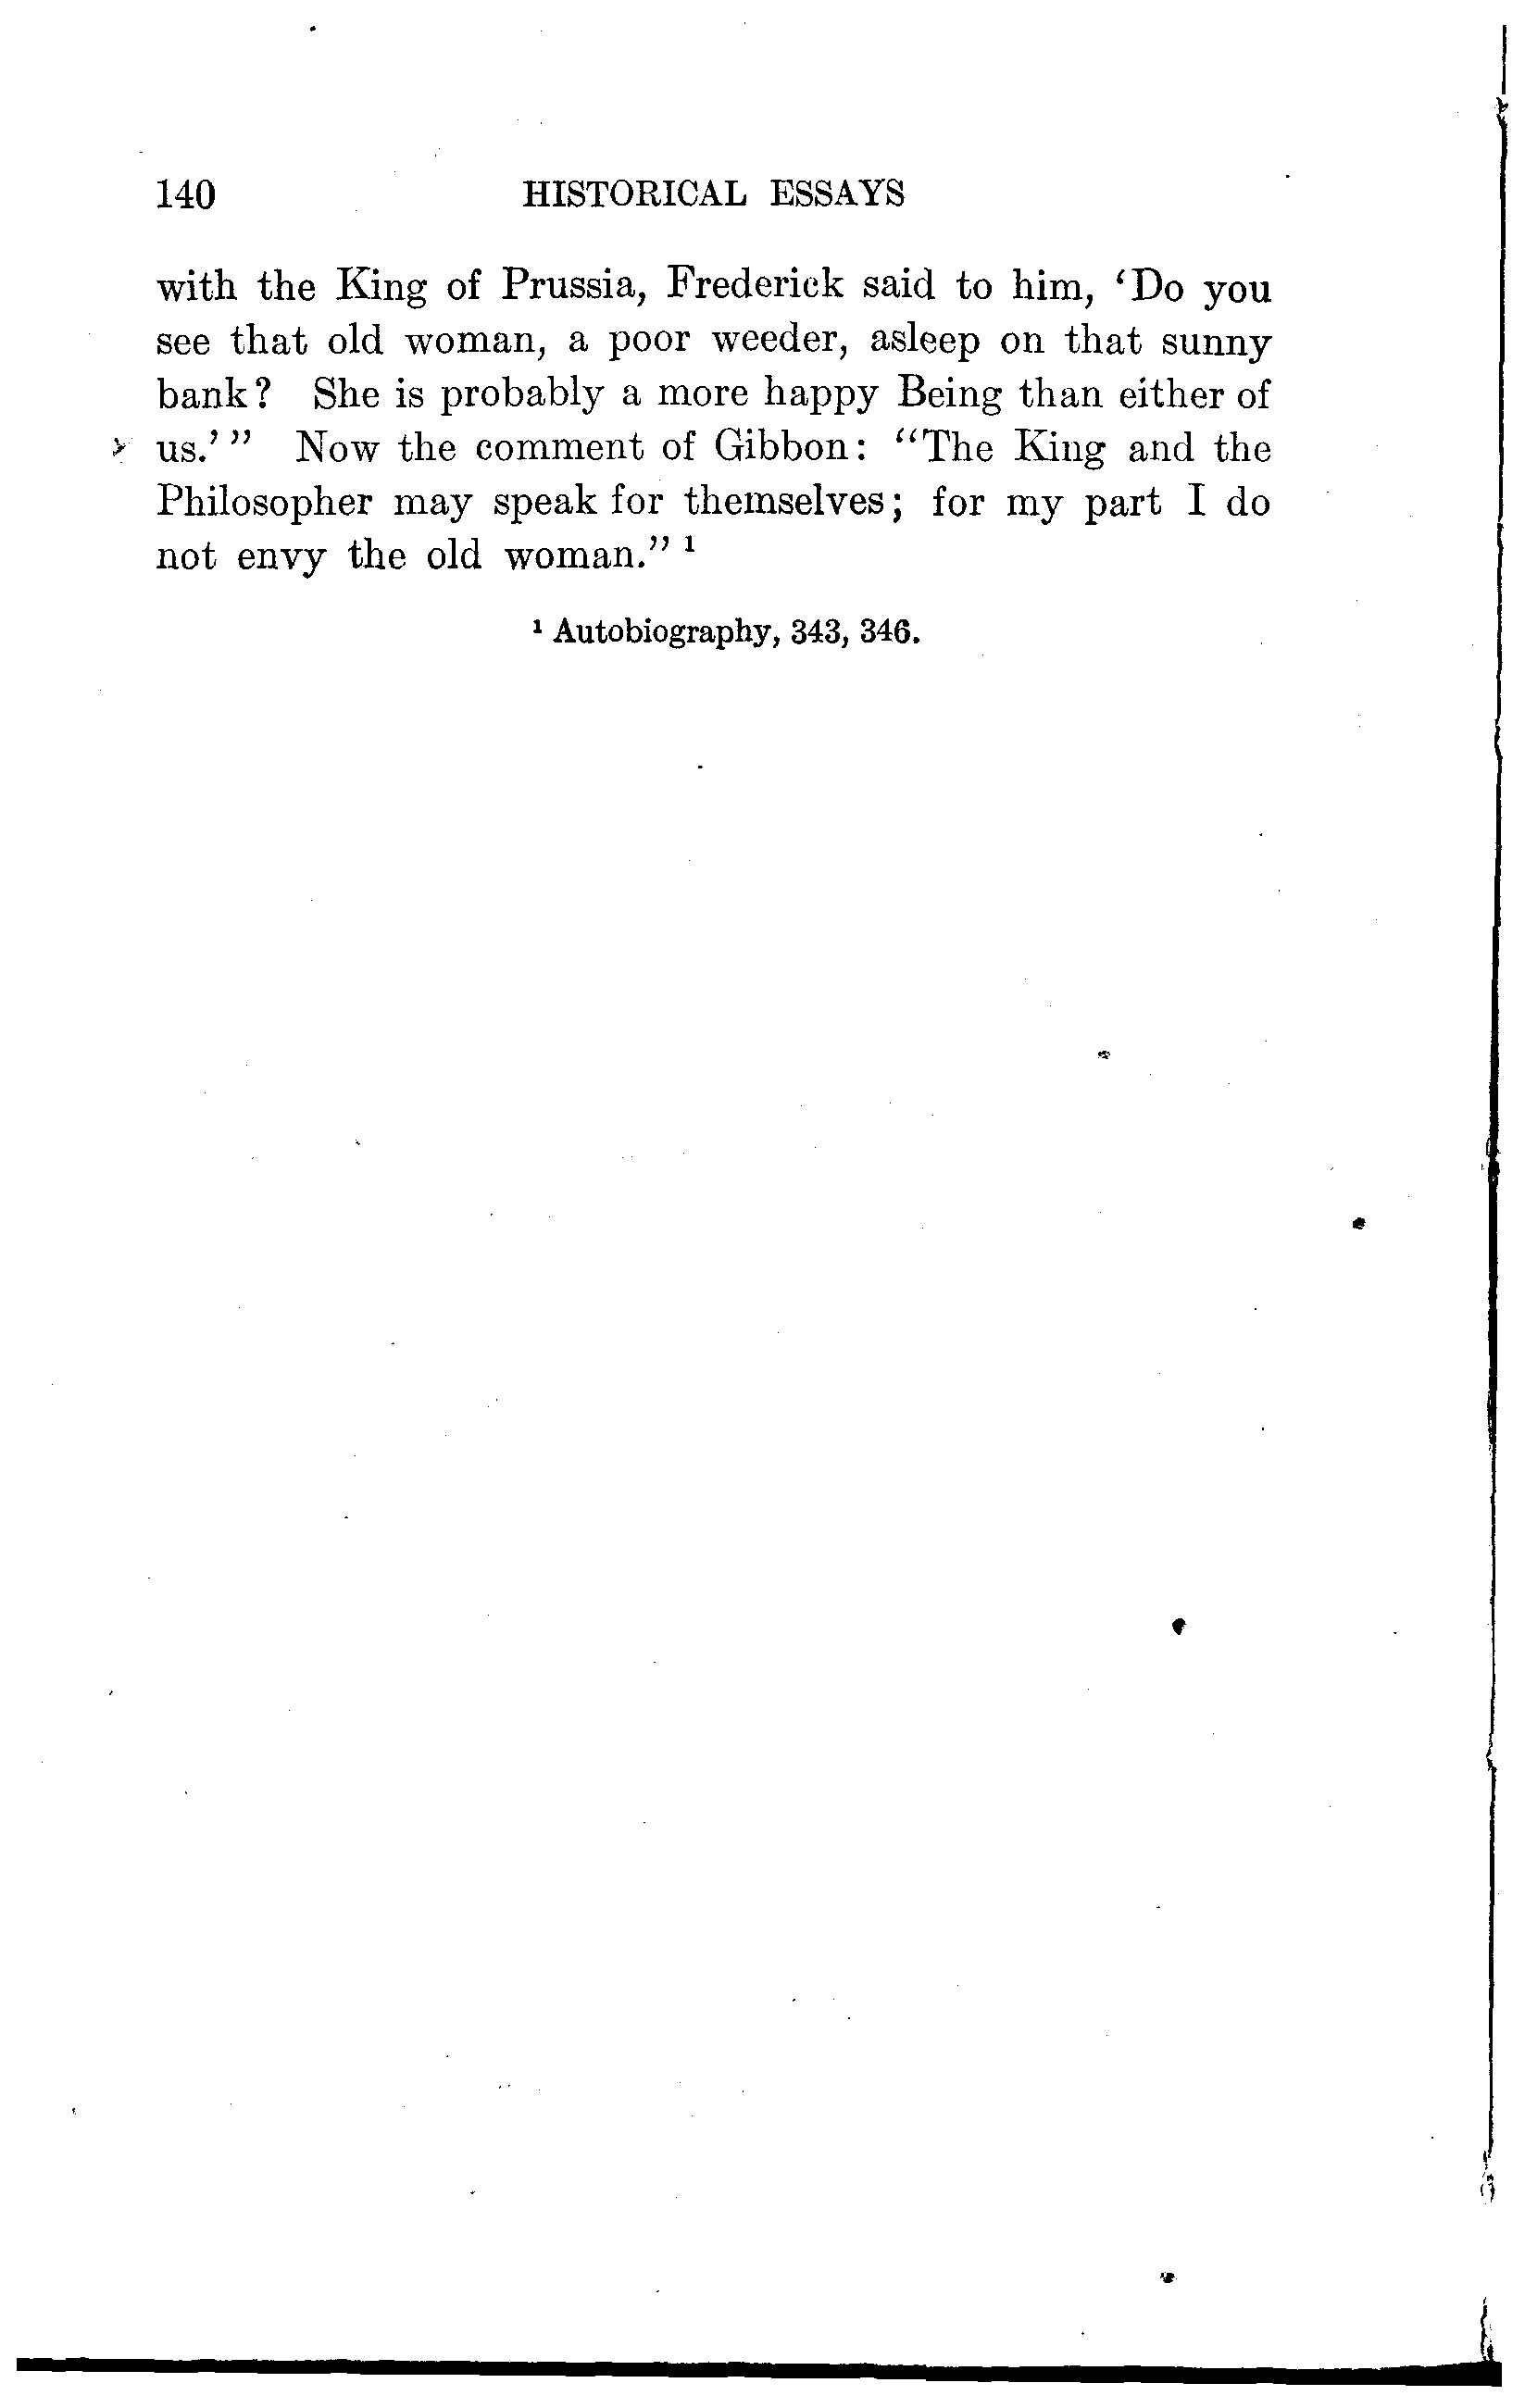 140 HISTORICAL ESSAYS
with the King of Prussia, Frederick said to him, ‘Do you
see that old woman, a poor weeder, asleep on that sunny
bank? She is probably a more happy Being than either of
us.’ ” Now the comment of Gibbon: “The King and the
Philosopher may speak for themselves; for my part I do
not envy the old woman.” ¹
¹ Autobiography, 343, 346.